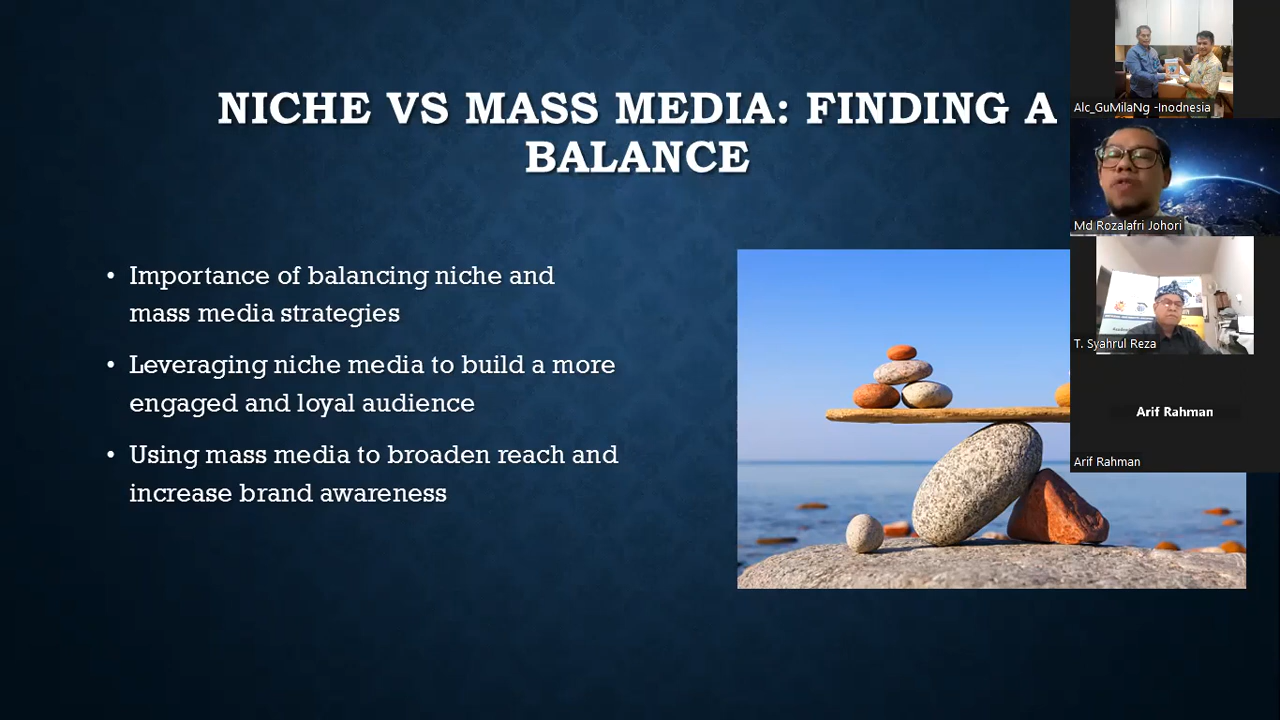 NICHE VS MASS MEDIA: FINDING A
BALANCE
• Importance of balancing niche and
mass media strategies
• Leveraging niche media to build a more
engaged and loyal audience
• Using mass media to broaden reach and
increase brand awareness
Alc_GuMilaNg -Inodnesia
Md Rozalafri Johori
T. Syahrul Reza
Arif Rahman
Arif Rahman